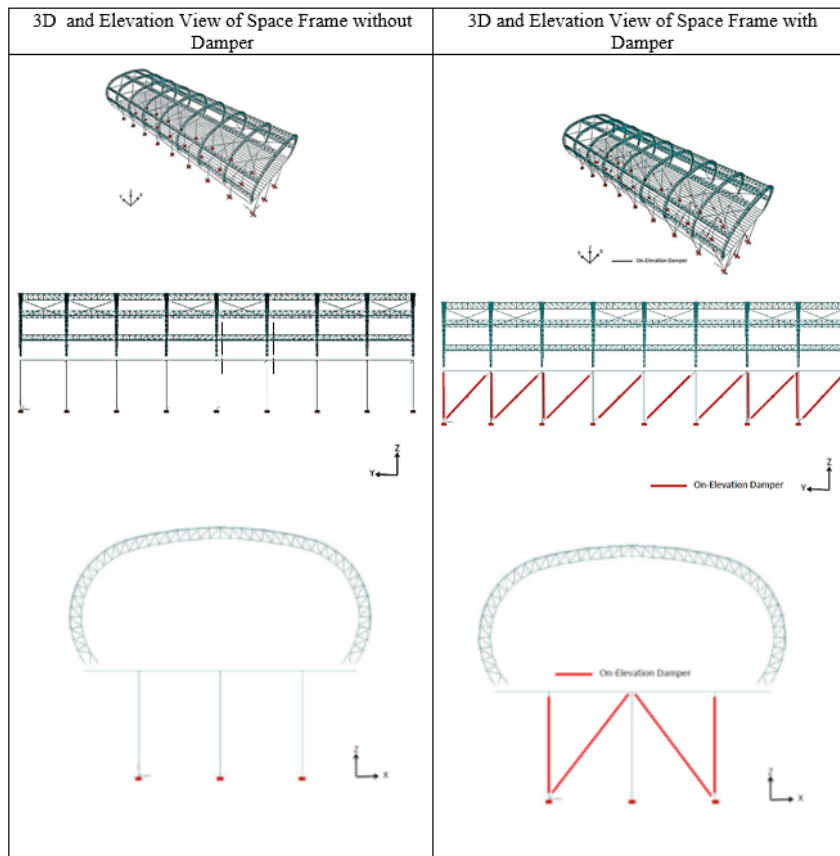 3D and Elevation View of Space Frame without
Damper
3D and Elevation View of Space Frame with
Damper
Y X
Z
Y X
On-Elevation Damper
Z
Y
On-Elevation Damper
Z
Y
Z
X
On-Elevation Damper
Z
X